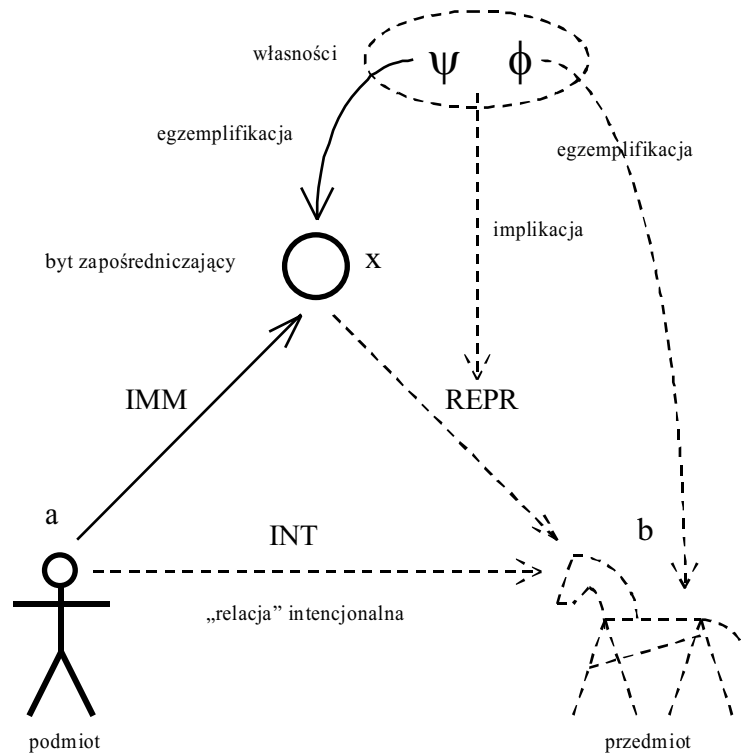 własności
ψ ϕ
egzemplifikacja
egzemplifikacja
implikacja
byt zapośredniczający
x
IMM
REPR
a
INT
b
„relacja” intencjonalna
podmiot
przedmiot